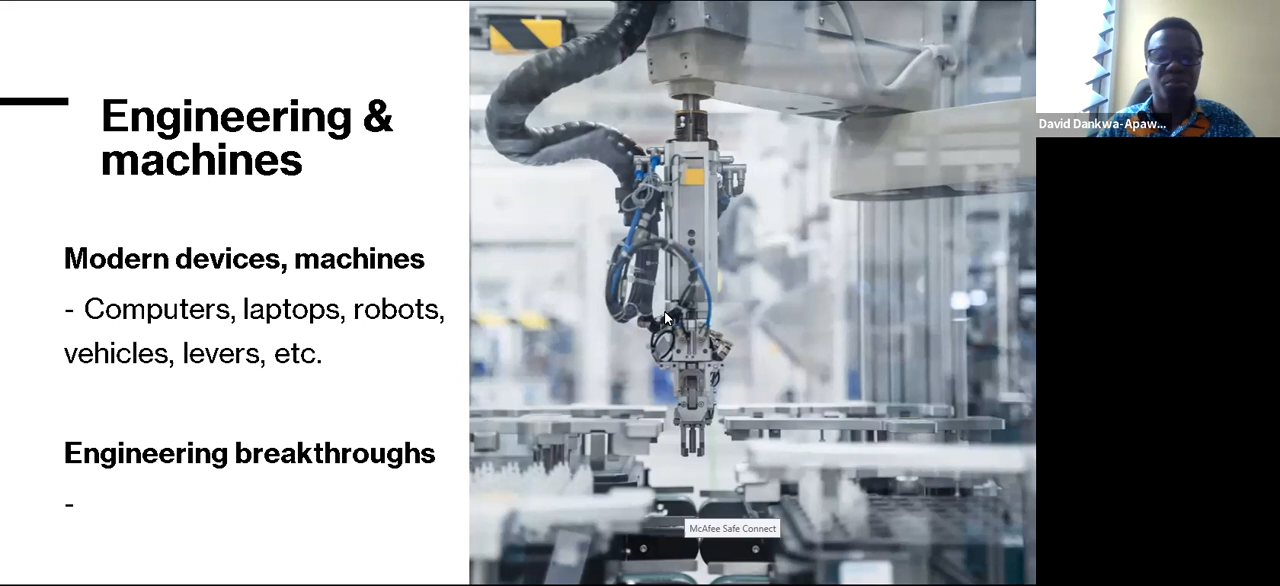 Engineering &
machines
Modern devices, machines
- Computers, laptops, robots,
vehicles, levers, etc.
Engineering breakthroughs
-
McAfee Safe Connect
David Dankwa-Apaw...